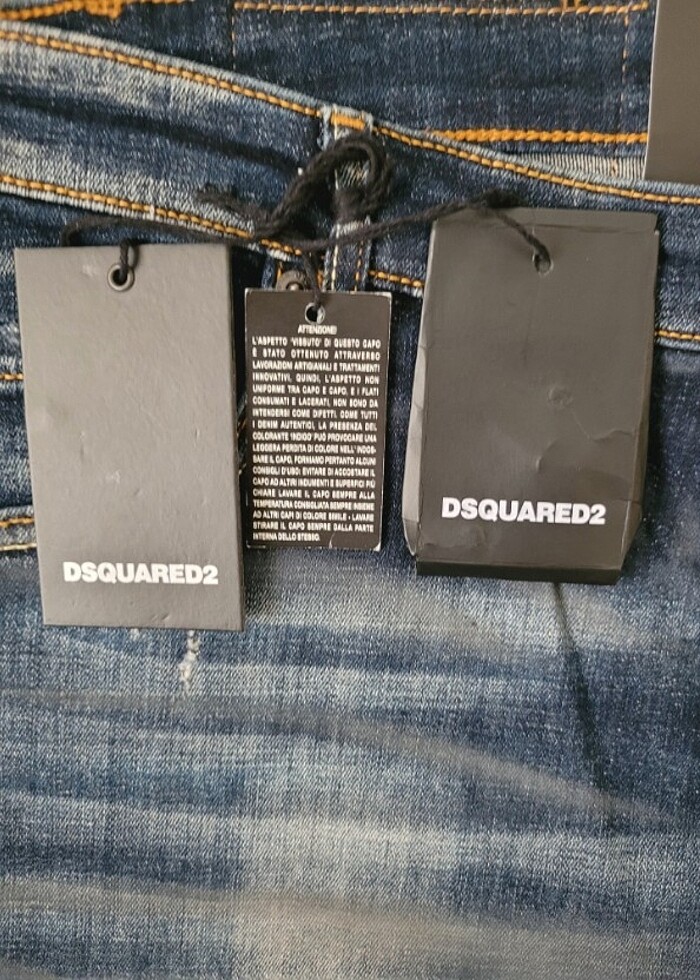 ATTENZIONE!
L'ASPETTO 'VISSUTO' DI QUESTO CAPO
È STATO OTTENUTO ATTRAVERSO
LAVORAZIONI ARTIGIANALI E TRATTAMENTI
INNOVATIVI, QUINDI, L'ASPETTO NON
UNIFORME TRA CAPO E CAPO, E I FLATI
CONSUMATI E LACERATI, NON SONO DA
INTENDERSI COME DIFETTI. COME TUTTI
I DENIM AUTENTICI, LA PRESENZA DEL
COLORANTE 'INDIGO' PUÒ PROVOCARE UNA
LEGGERA PERDITA DI COLORE NELL'INDOS-
SARE IL CAPO, FORNIAMO PERTANTO ALCUNI
CONSIGLI D'USO: EVITARE DI ACCOSTARE IL
CAPO AD ALTRI INDUMENTI E SUPERFICI PIÙ
CHIARE LAVARE IL CAPO SEMPRE ALLA
TEMPERATURA CONSIGLIATA SEMPRE INSIEME
AD ALTRI CAPI DI COLORE SIMILE - LAVARE
STIRARE IL CAPO SEMPRE DALLA PARTE
INTERNA DELLO STESSO.
DSQUARED2
DSQUARED2